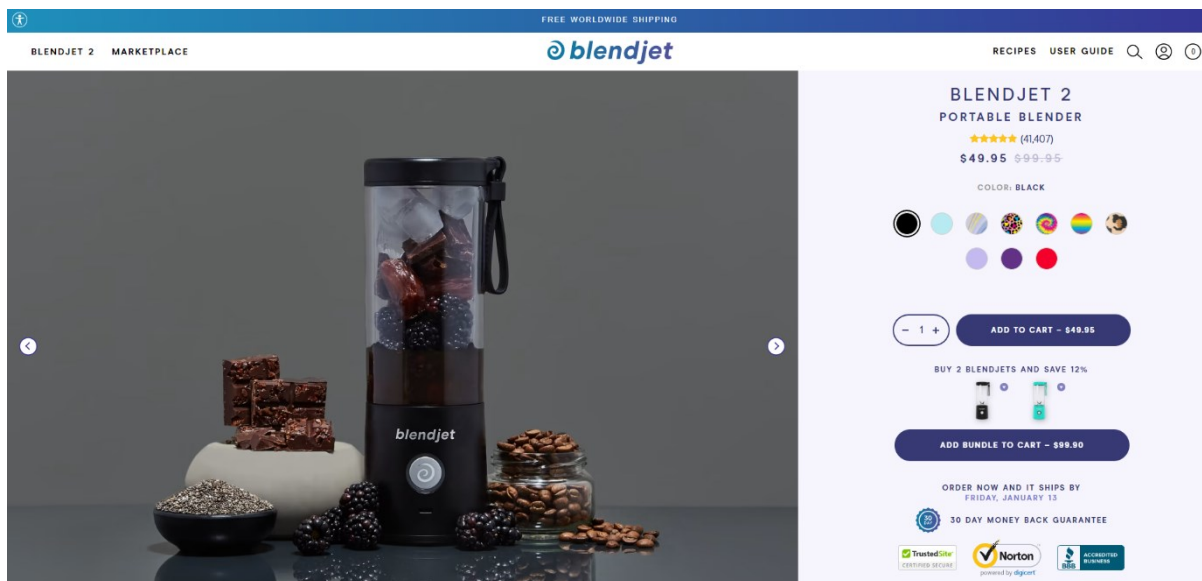 FREE WORLDWIDE SHIPPING
BLENDJET 2 MARKETPLACE
blendjet
RECIPES USER GUIDE 0
BLENDJET 2
PORTABLE BLENDER
(41,407)
$49.95 $99.95
COLOR: BLACK
- 1 + ADD TO CART – $49.95
BUY 2 BLENDJETS AND SAVE 12%
ADD BUNDLE TO CART – $99.90
blendjet
ORDER NOW AND IT SHIPS BY
FRIDAY, JANUARY 13
30 DAY
30 DAY MONEY BACK GUARANTEE
TrustedSite
CERTIFIED SECURE
Norton
powered by digicert
BBB
ACCREDITED
BUSINESS